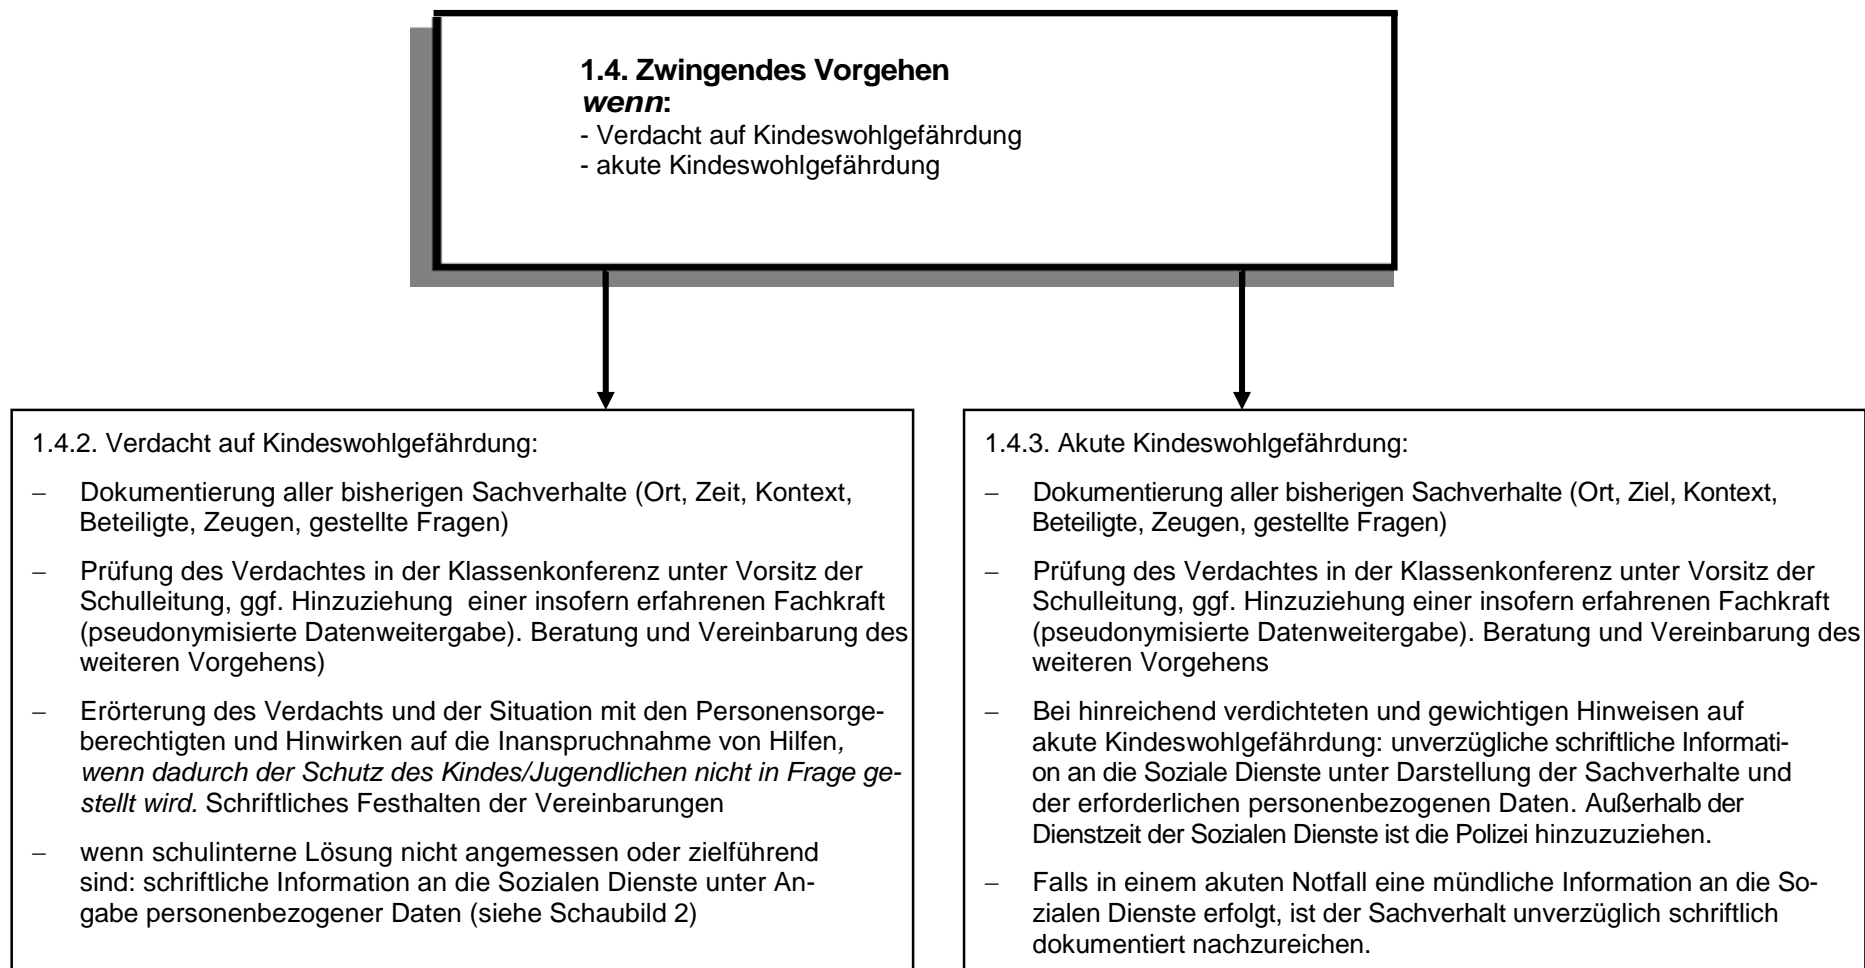 1.4. Zwingendes Vorgehen
wenn:
- Verdacht auf Kindeswohlgefährdung
- akute Kindeswohlgefährdung
1.4.2. Verdacht auf Kindeswohlgefährdung:
– Dokumentierung aller bisherigen Sachverhalte (Ort, Zeit, Kontext,
Beteiligte, Zeugen, gestellte Fragen)
– Prüfung des Verdachtes in der Klassenkonferenz unter Vorsitz der
Schulleitung, ggf. Hinzuziehung einer insofern erfahrenen Fachkraft
(pseudonymisierte Datenweitergabe). Beratung und Vereinbarung des
weiteren Vorgehens)
– Erörterung des Verdachts und der Situation mit den Personensorge-
berechtigten und Hinwirken auf die Inanspruchnahme von Hilfen,
wenn dadurch der Schutz des Kindes/Jugendlichen nicht in Frage ge-
stellt wird. Schriftliches Festhalten der Vereinbarungen
– wenn schulinterne Lösung nicht angemessen oder zielführend
sind: schriftliche Information an die Sozialen Dienste unter An-
gabe personenbezogener Daten (siehe Schaubild 2)
1.4.3. Akute Kindeswohlgefährdung:
– Dokumentierung aller bisherigen Sachverhalte (Ort, Ziel, Kontext,
Beteiligte, Zeugen, gestellte Fragen)
– Prüfung des Verdachtes in der Klassenkonferenz unter Vorsitz der
Schulleitung, ggf. Hinzuziehung einer insofern erfahrenen Fachkraft
(pseudonymisierte Datenweitergabe). Beratung und Vereinbarung des
weiteren Vorgehens
– Bei hinreichend verdichteten und gewichtigen Hinweisen auf
akute Kindeswohlgefährdung: unverzügliche schriftliche Informati-
on an die Soziale Dienste unter Darstellung der Sachverhalte und
der erforderlichen personenbezogenen Daten. Außerhalb der
Dienstzeit der Sozialen Dienste ist die Polizei hinzuzuziehen.
– Falls in einem akuten Notfall eine mündliche Information an die So-
zialen Dienste erfolgt, ist der Sachverhalt unverzüglich schriftlich
dokumentiert nachzureichen.